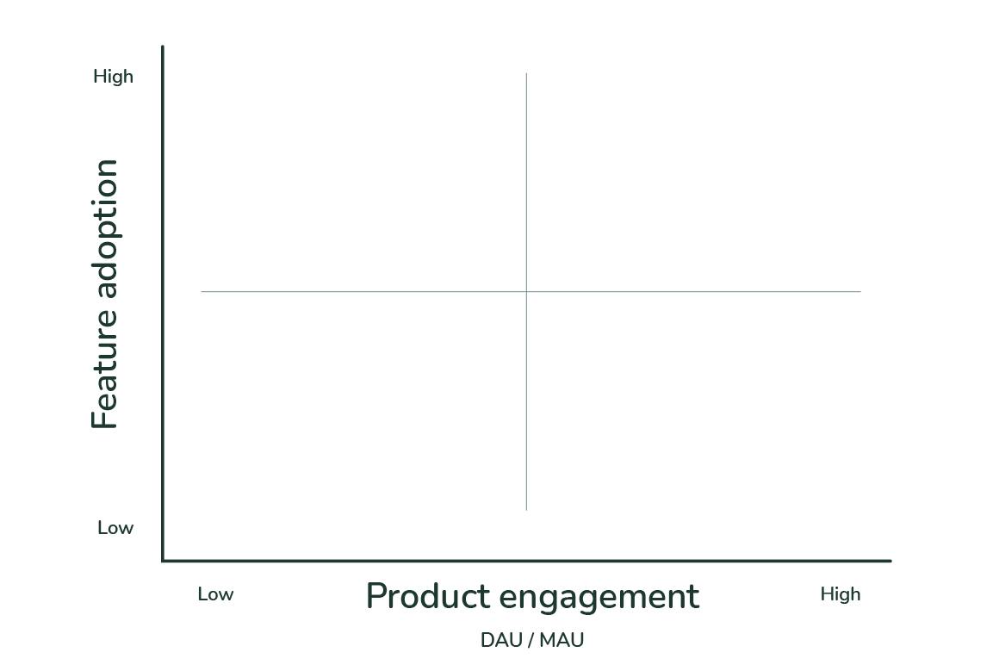 High
Feature adoption
Low
Low
Product engagement
High
DAU / MAU